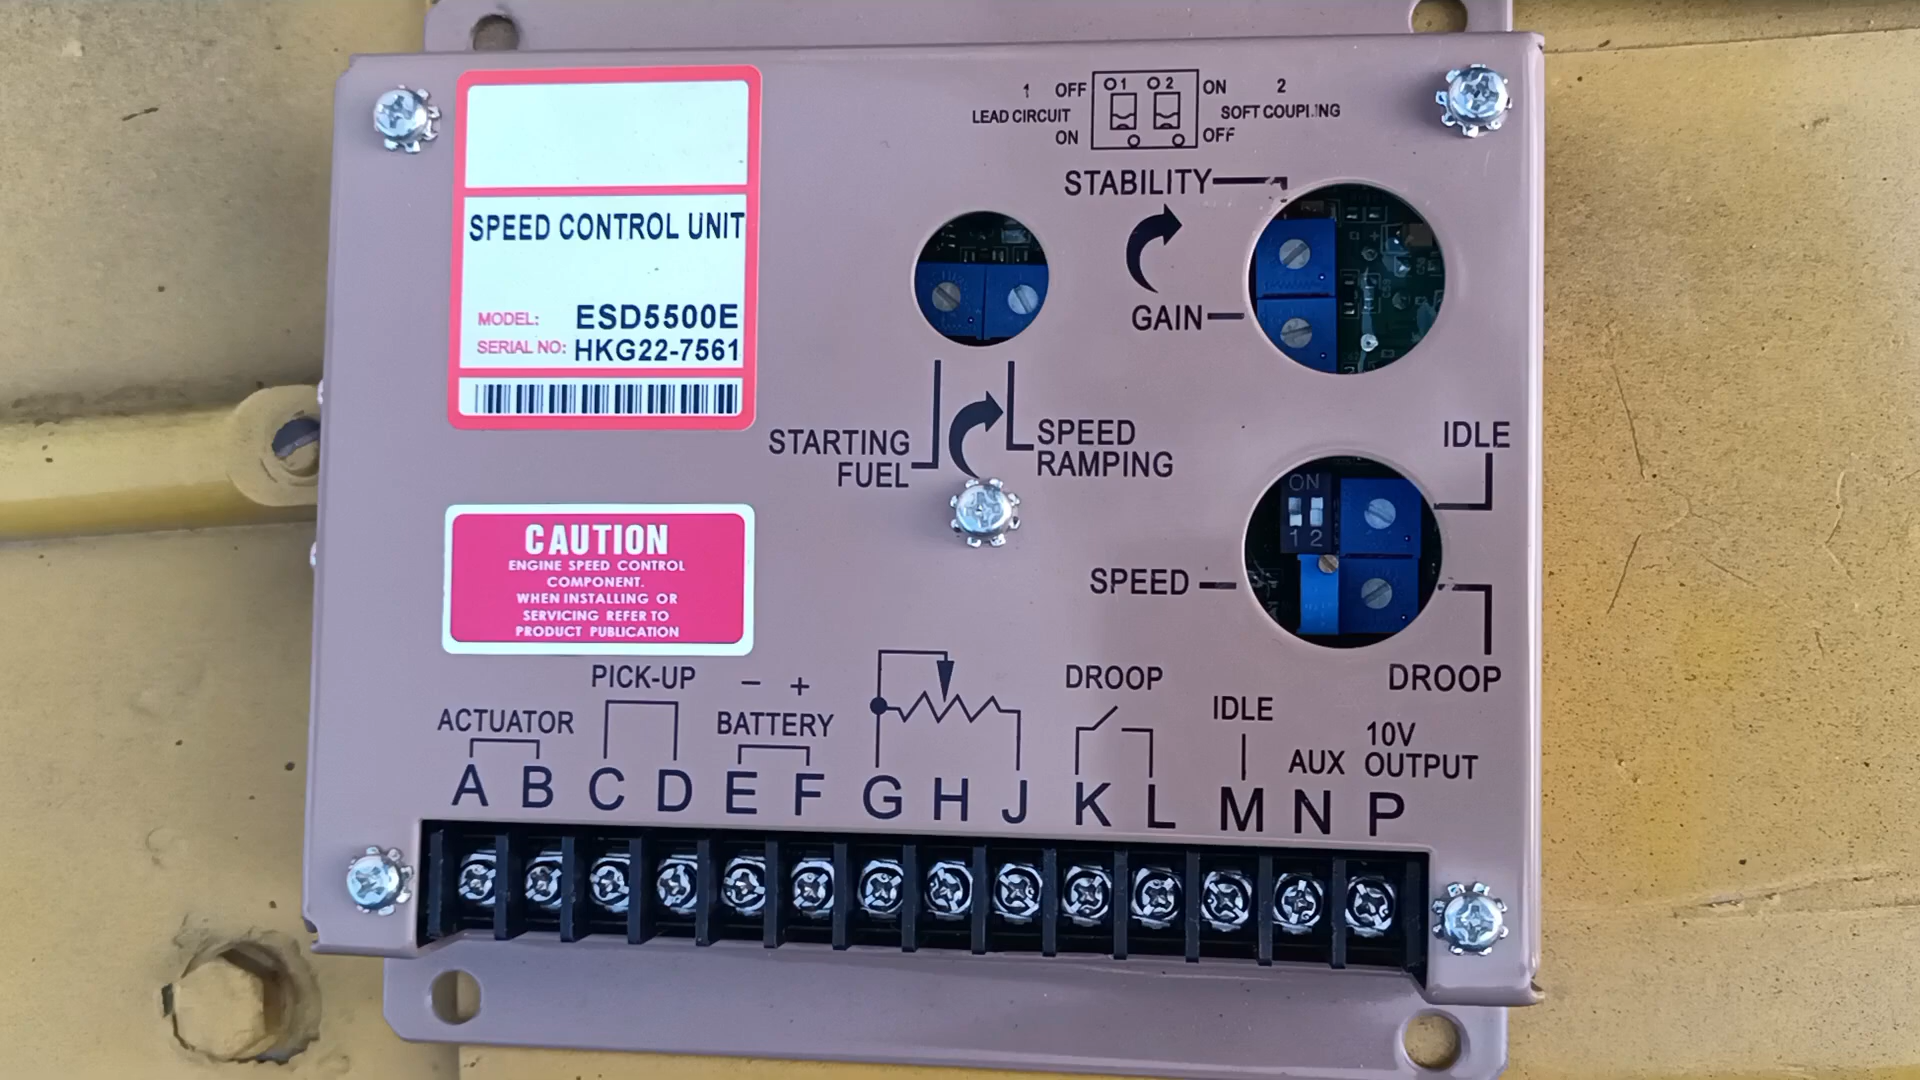 SPEED CONTROL UNIT
MODEL: ESD5500E
SERIAL NO: HKG22-7561
CAUTION
ENGINE SPEED CONTROL
COMPONENT.
WHEN INSTALLING OR
SERVICING REFER TO
PRODUCT PUBLICATION
1 OFF 1 2 ON 2
LEAD CIRCUIT SOFT COUPLING
ON OFF
STABILITY
GAIN
STARTING
FUEL
SPEED
RAMPING
IDLE
ON
1 2
SPEED
DROOP
PICK-UP - + DROOP
ACTUATOR BATTERY IDLE
AUX 10V
OUTPUT
A B C D E F G H J K L M N P